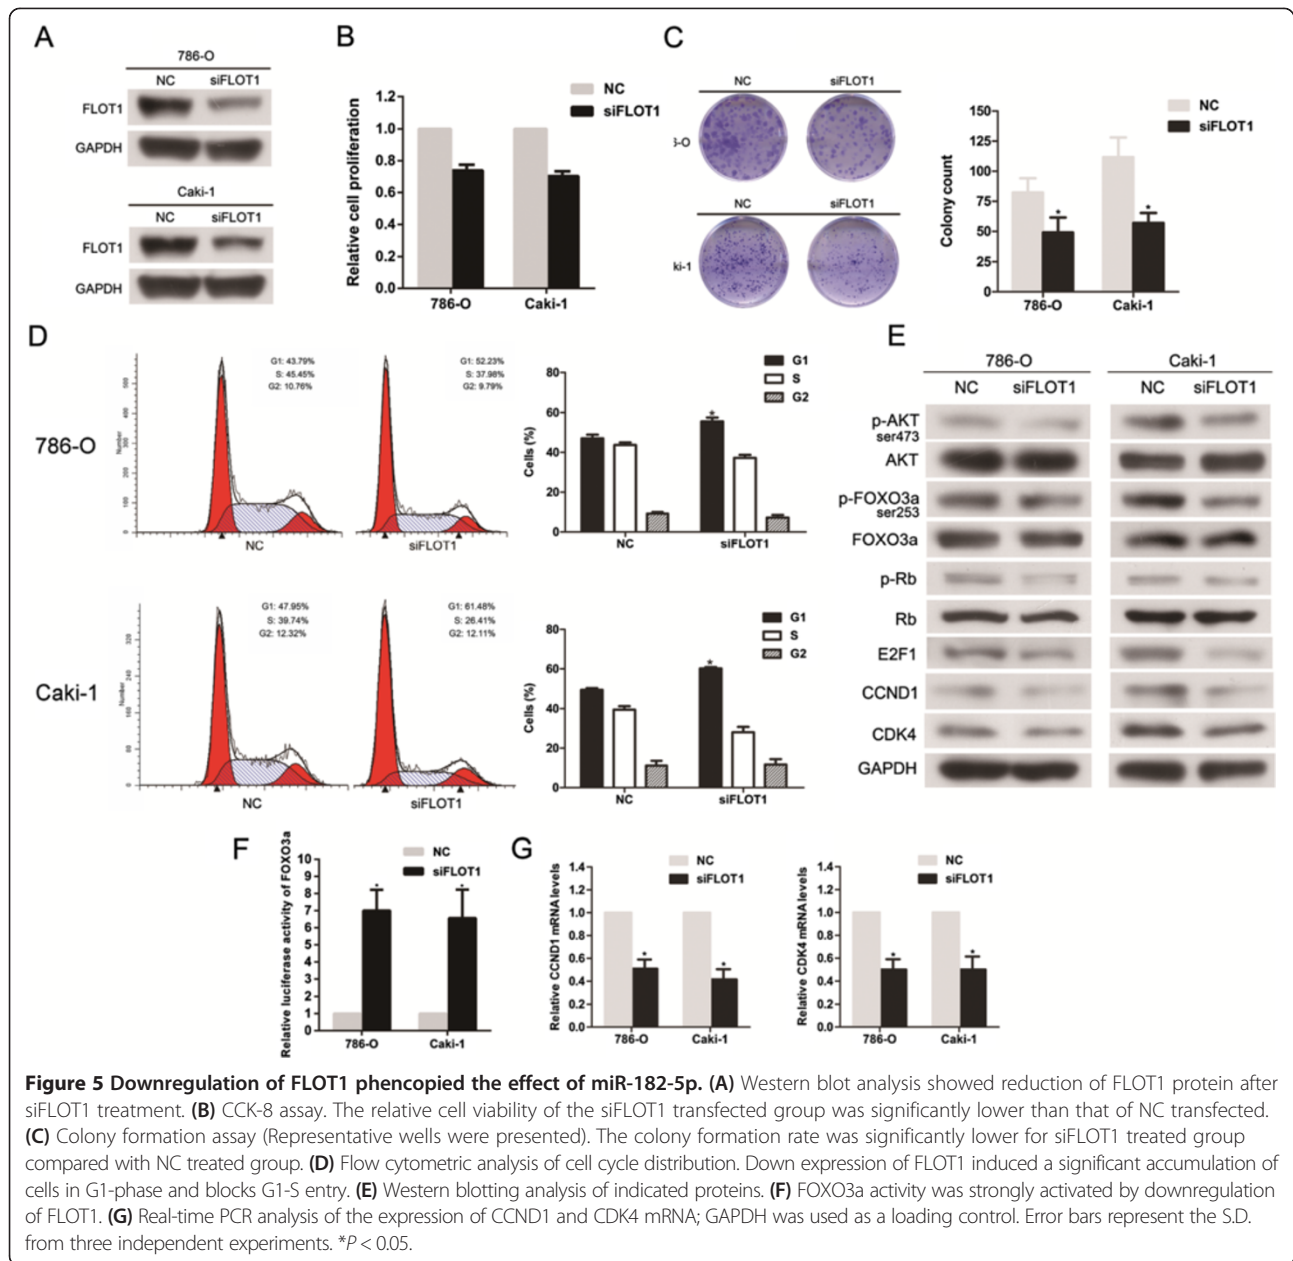 A
786-O
NC siFLOT1
FLOT1
GAPDH
Caki-1
NC siFLOT1
FLOT1
GAPDH
B
NC
siFLOT1
Relative cell proliferation
1.2
1.0
0.8
0.6
0.4
0.2
0.0
786-O Caki-1
C
NC siFLOT1
6-O
NC siFLOT1
ki-1
NC
siFLOT1
Colony count
150
125
100
75
50
25
0
* *
786-O Caki-1
D
786-O
G1: 43.79%
S: 45.45%
G2: 10.76%
Number
NC
G1: 52.23%
S: 37.98%
G2: 9.79%
siFLOT1
G1
S
G2
Cells (%)
80
60
40
20
0
*
NC siFLOT1
Caki-1
G1: 47.95%
S: 39.74%
G2: 12.32%
Number
NC
G1: 61.48%
S: 26.41%
G2: 12.11%
siFLOT1
G1
S
G2
Cells (%)
80
60
40
20
0
*
NC siFLOT1
E
786-O Caki-1
NC siFLOT1 NC siFLOT1
p-AKT
ser473
AKT
p-FOXO3a
ser253
FOXO3a
p-Rb
Rb
E2F1
CCND1
CDK4
GAPDH
F
NC
siFLOT1
Relative luciferase activity of FOXO3a
10
9
8
7
6
5
4
3
2
1
0
* *
786-O Caki-1
G
NC
siFLOT1
Relative CCND1 mRNA levels
1.4
1.2
1.0
0.8
0.6
0.4
0.2
0.0
* *
786-O Caki-1
NC
siFLOT1
Relative CDK4 mRNA levels
1.4
1.2
1.0
0.8
0.6
0.4
0.2
0.0
* *
786-O Caki-1
Figure 5 Downregulation of FLOT1 phencopied the effect of miR-182-5p. (A) Western blot analysis showed reduction of FLOT1 protein after
siFLOT1 treatment. (B) CCK-8 assay. The relative cell viability of the siFLOT1 transfected group was significantly lower than that of NC transfected.
(C) Colony formation assay (Representative wells were presented). The colony formation rate was significantly lower for siFLOT1 treated group
compared with NC treated group. (D) Flow cytometric analysis of cell cycle distribution. Down expression of FLOT1 induced a significant accumulation of
cells in G1-phase and blocks G1-S entry. (E) Western blotting analysis of indicated proteins. (F) FOXO3a activity was strongly activated by downregulation
of FLOT1. (G) Real-time PCR analysis of the expression of CCND1 and CDK4 mRNA; GAPDH was used as a loading control. Error bars represent the S.D.
from three independent experiments. *P < 0.05.